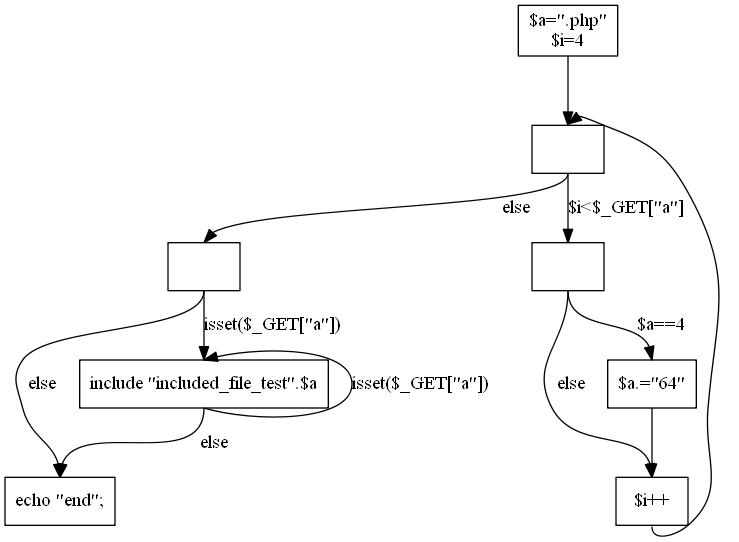 $a=".php"
$i=4
else
$i<$_GET["a"]
isset($_GET["a"])
$a==4
else
include "included_file_test".$a
isset($_GET["a"])
else
$a.="64"
else
echo "end";
$i++